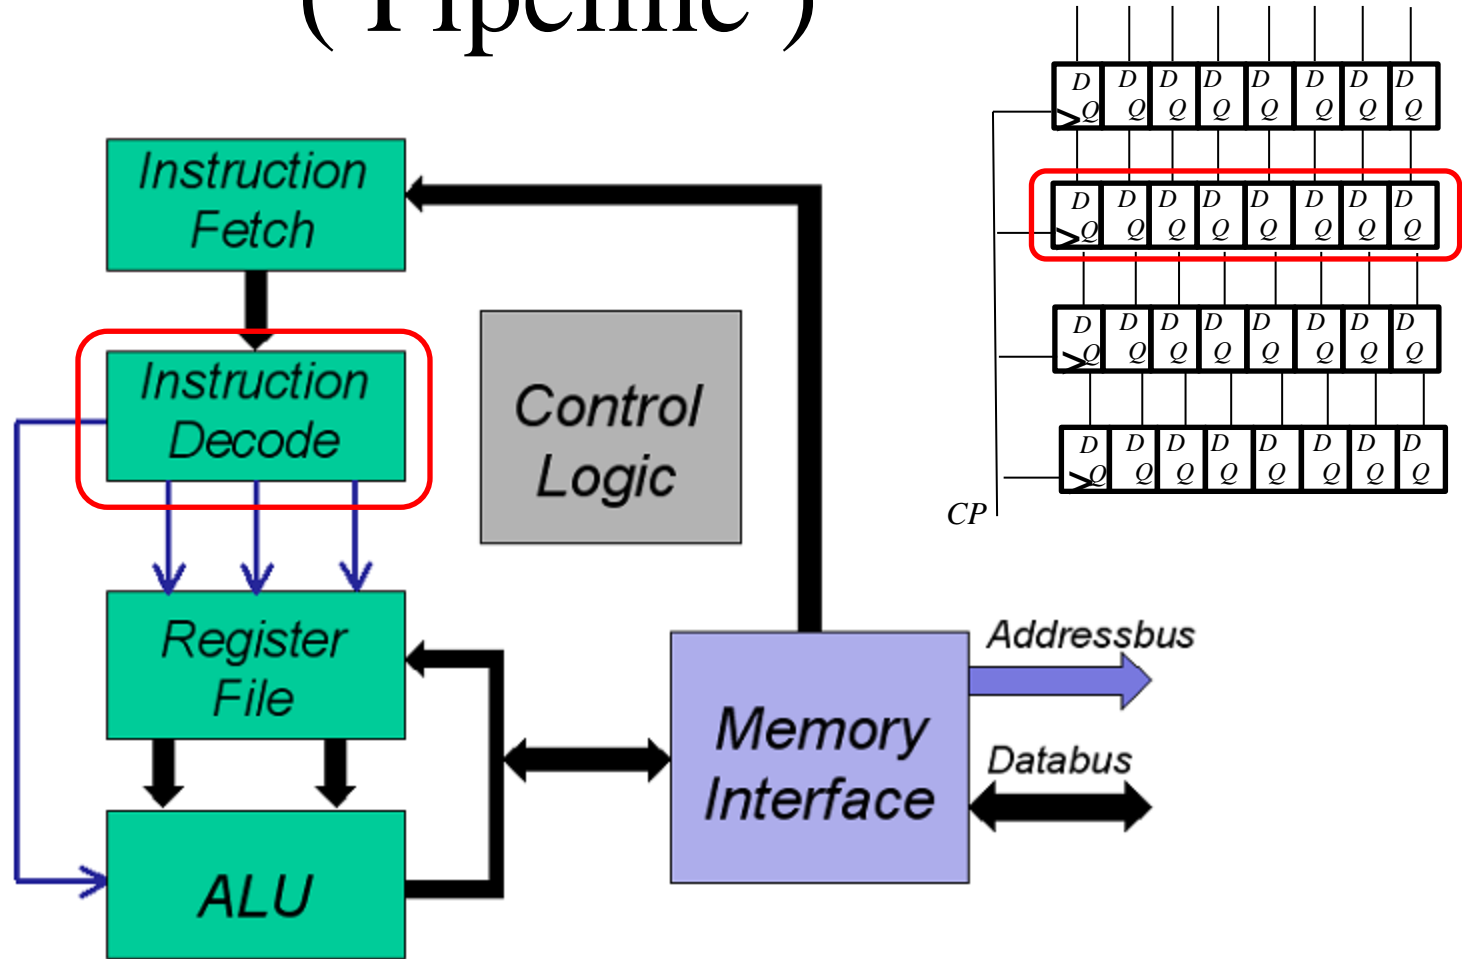 ( Pipeline )
D D D D D D D D
Q Q Q Q Q Q Q Q
D D D D D D D D
Q Q Q Q Q Q Q Q
D D D D D D D D
Q Q Q Q Q Q Q Q
D D D D D D D D
Q Q Q Q Q Q Q Q
CP
Instruction
Fetch
Instruction
Decode
Control
Logic
Register
File
ALU
Memory
Interface
Addressbus
Databus